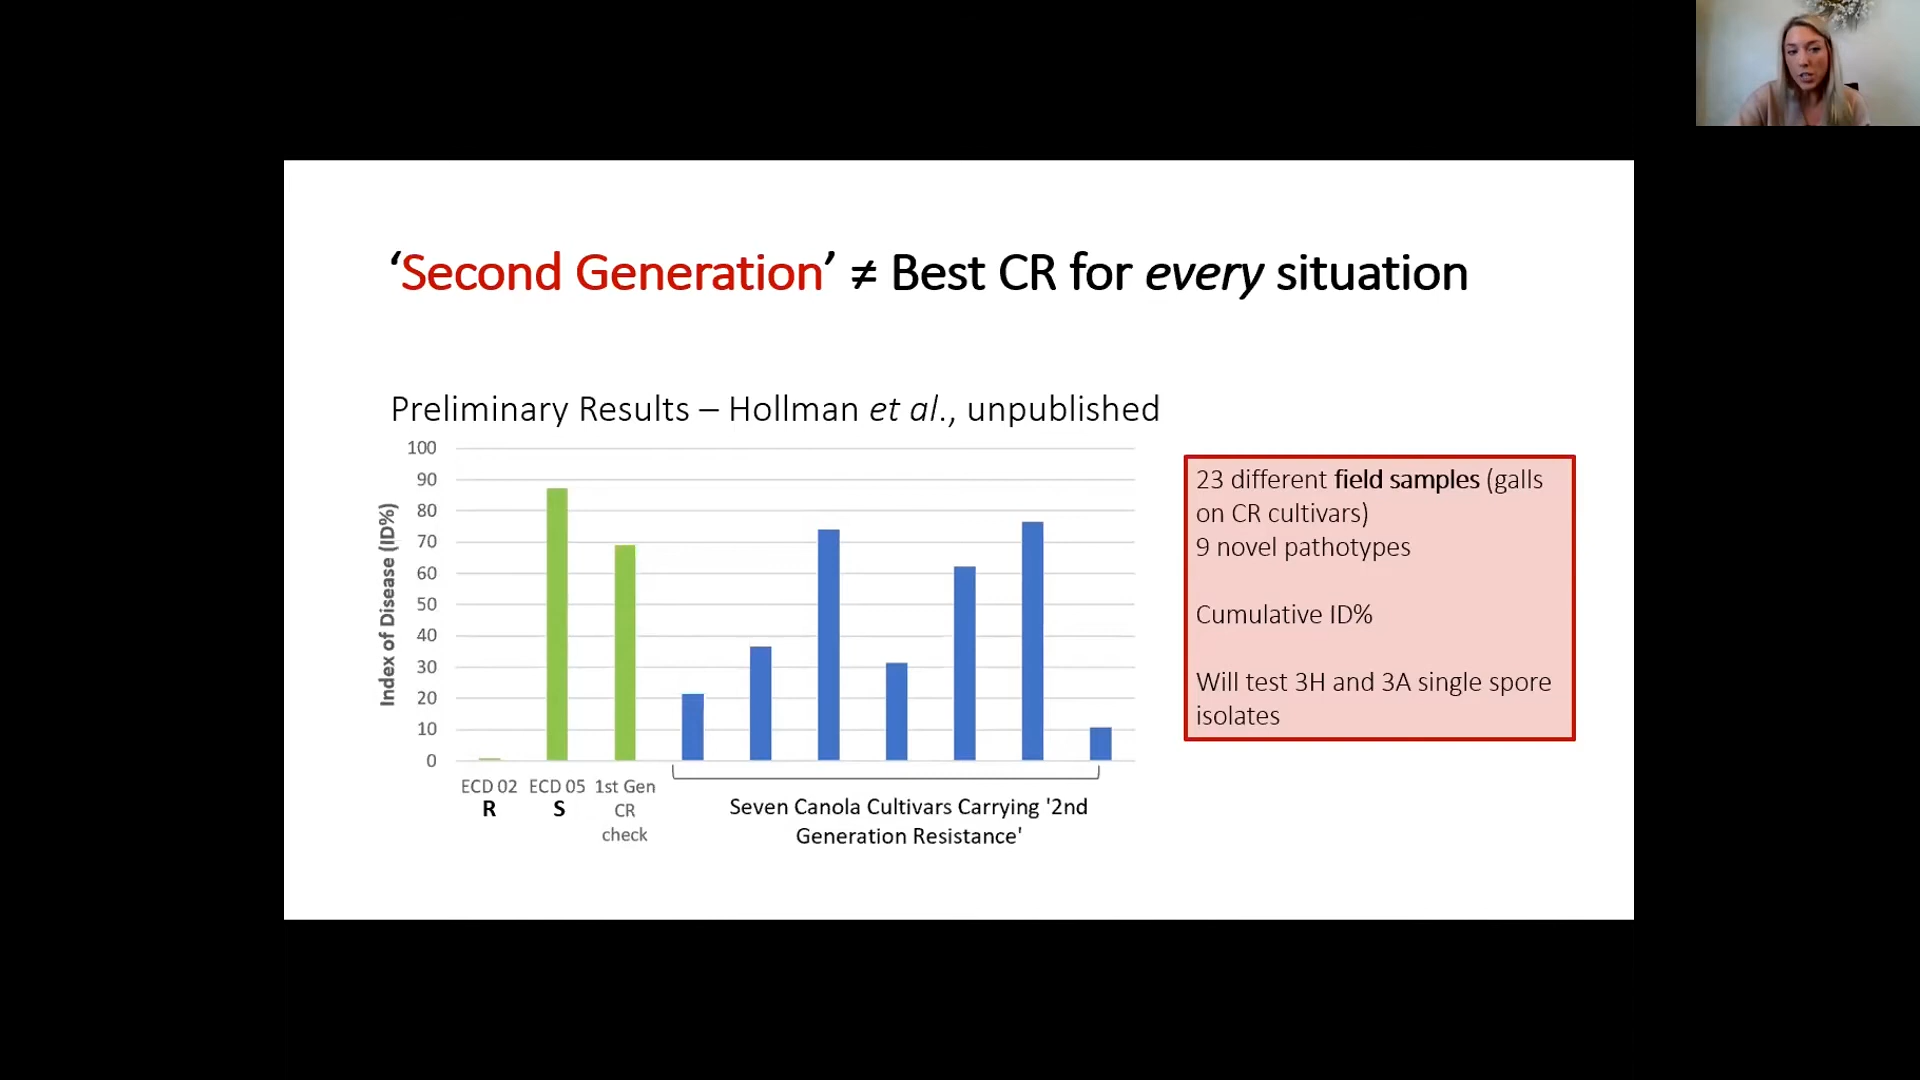 ‘Second Generation’ ≠ Best CR for every situation
Preliminary Results – Hollman et al., unpublished
Index of Disease (ID%)
100
90
80
70
60
50
40
30
20
10
0
ECD 02
R
ECD 05
S
1st Gen
CR
check
Seven Canola Cultivars Carrying '2nd
Generation Resistance'
23 different field samples (galls
on CR cultivars)
9 novel pathotypes
Cumulative ID%
Will test 3H and 3A single spore
isolates